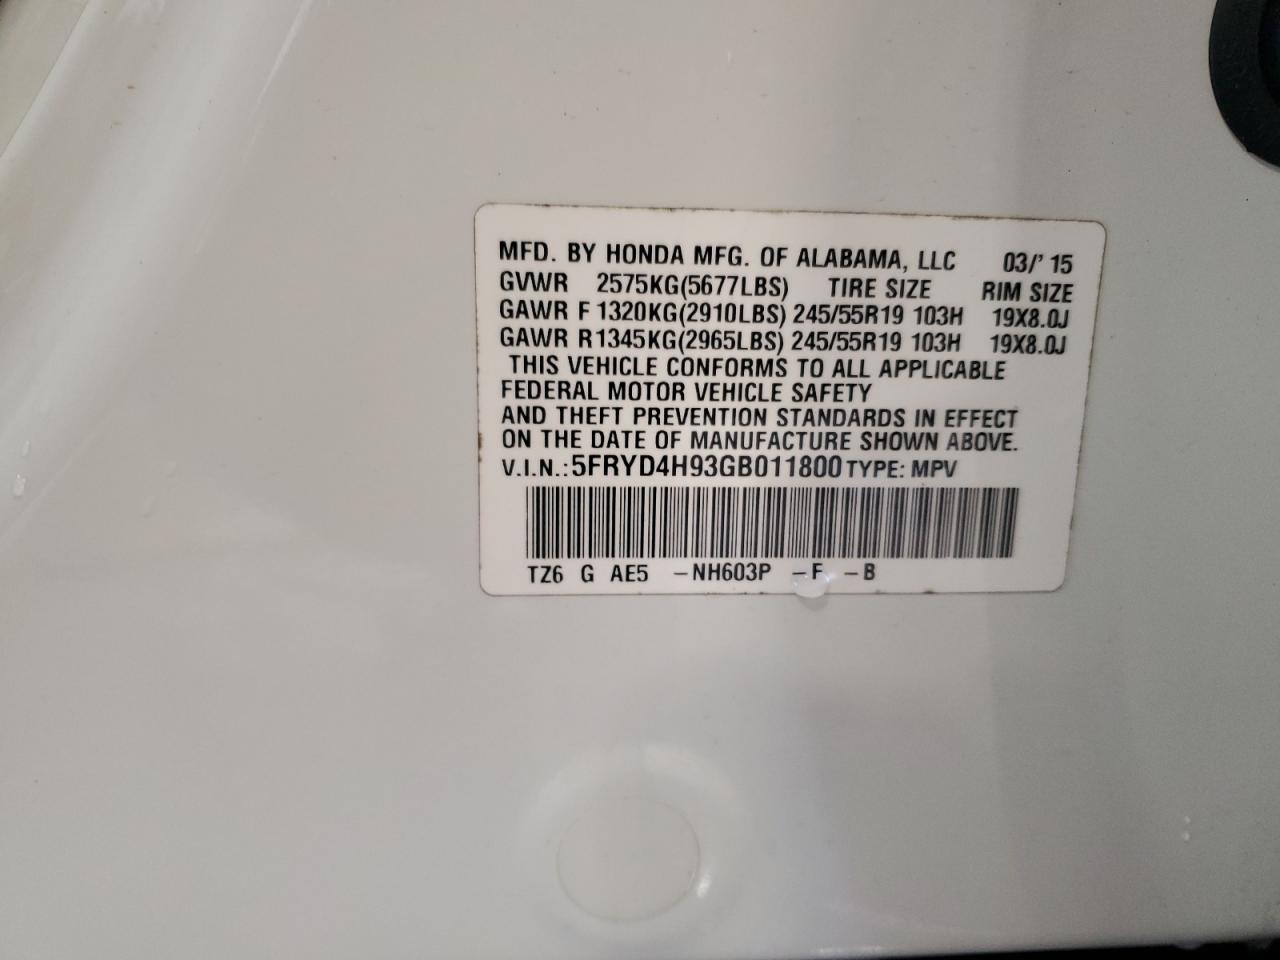 MFD. BY HONDA MFG. OF ALABAMA, LLC 03/' 15
GVWR 2575KG(5677LBS) TIRE SIZE RIM SIZE
GAWR F 1320KG(2910LBS) 245/55R19 103H 19X8.0J
GAWR R 1345KG(2965LBS) 245/55R19 103H 19X8.0J
THIS VEHICLE CONFORMS TO ALL APPLICABLE
FEDERAL MOTOR VEHICLE SAFETY
AND THEFT PREVENTION STANDARDS IN EFFECT
ON THE DATE OF MANUFACTURE SHOWN ABOVE.
V.I.N.: 5FRYD4H93GB011800 TYPE: MPV
TZ6 G AE5 –NH603P –F –B